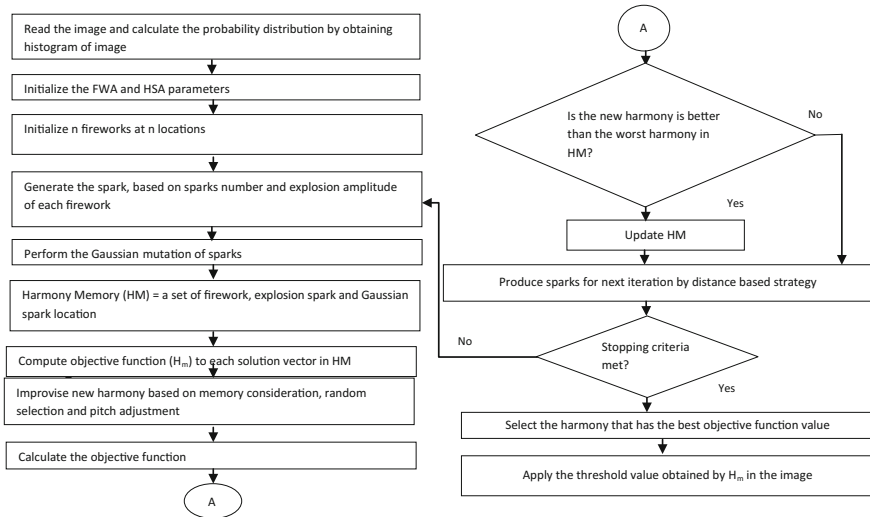 Read the image and calculate the probability distribution by obtaining
histogram of image
Initialize the FWA and HSA parameters
Initialize n fireworks at n locations
Generate the spark, based on sparks number and explosion amplitude
of each firework
Perform the Gaussian mutation of sparks
Harmony Memory (HM) = a set of firework, explosion spark and Gaussian
spark location
Compute objective function (Hm) to each solution vector in HM
Improvise new harmony based on memory consideration, random
selection and pitch adjustment
Calculate the objective function
A
A
Is the new harmony is better
than the worst harmony in
HM?
No
Yes
Update HM
Produce sparks for next iteration by distance based strategy
No
Stopping criteria
met?
Yes
Select the harmony that has the best objective function value
Apply the threshold value obtained by Hm in the image